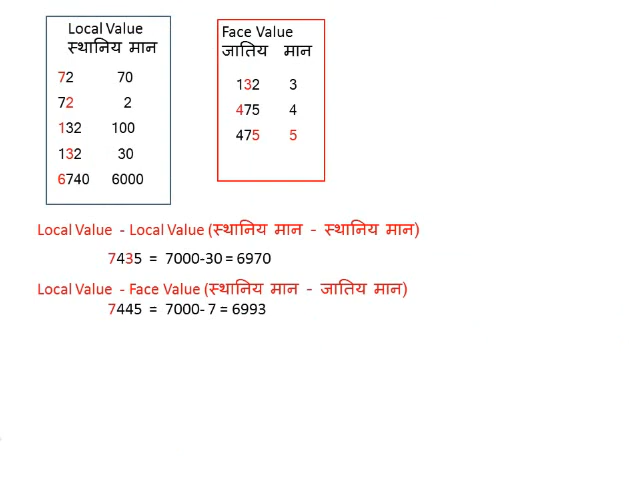 Local Value
स्थानिय मान
72 70
72 2
132 100
132 30
6740 6000
Face Value
जातिय मान
132 3
475 4
475 5
Local Value - Local Value (स्थानिय मान - स्थानिय मान)
7435 = 7000-30 = 6970
Local Value - Face Value (स्थानिय मान - जातिय मान)
7445 = 7000- 7 = 6993